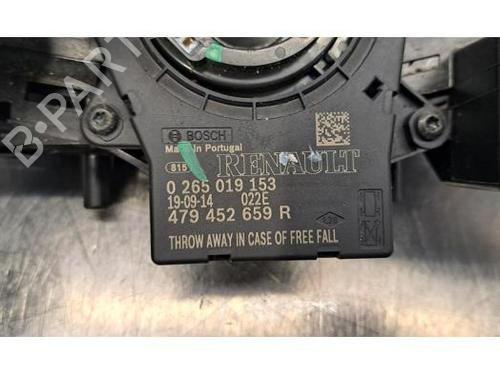 BOSCH
Made in Portugal
815
RENAULT
0 265 019 153
19-09-14 022E
479 452 659 R
THROW AWAY IN CASE OF FREE FALL
B-PARTS